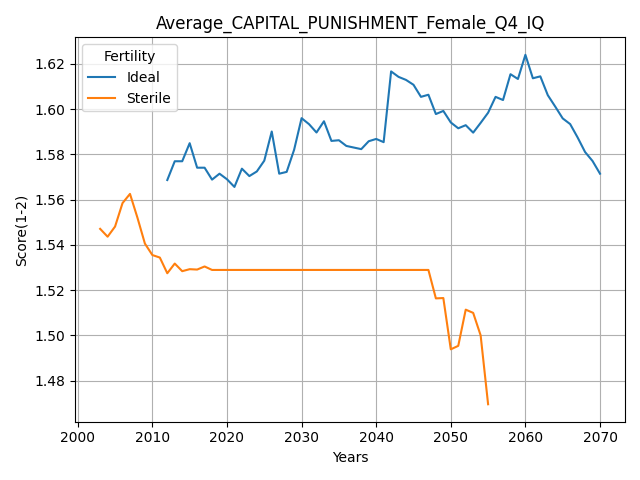 Average_CAPITAL_PUNISHMENT_Female_Q4_IQ
Fertility
Ideal
Sterile
Score(1-2)
1.62
1.60
1.58
1.56
1.54
1.52
1.50
1.48
2000 2010 2020 2030 2040 2050 2060 2070
Years